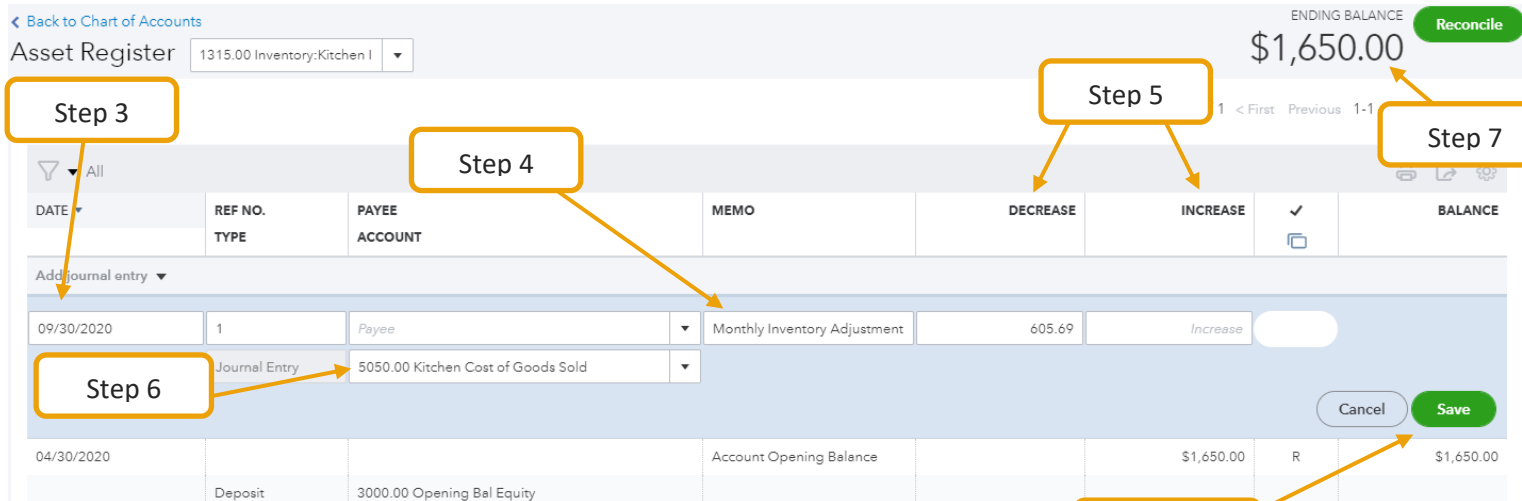 Back to Chart of Accounts
ENDING BALANCE
Reconcile
Asset Register
1315.00 Inventory:Kitchen I
$1,650.00
Step 3
Step 5
1 < First Previous 1-1
Step 7
Step 4
All
DATE REF NO. PAYEE MEMO DECREASE INCREASE ✓ BALANCE
TYPE ACCOUNT
Add journal entry
09/30/2020 1 Payee Monthly Inventory Adjustment 605.69 Increase
Journal Entry 5050.00 Kitchen Cost of Goods Sold
Step 6
Cancel Save
04/30/2020 Account Opening Balance $1,650.00 R $1,650.00
Deposit 3000.00 Opening Bal Equity